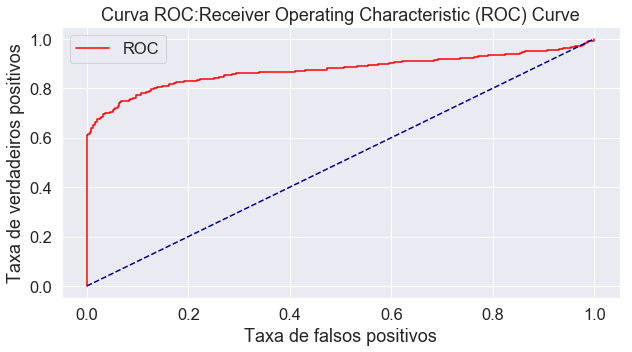 Curva ROC:Receiver Operating Characteristic (ROC) Curve
ROC
1.0
0.8
0.6
0.4
0.2
0.0
Taxa de verdadeiros positivos
0.0 0.2 0.4 0.6 0.8 1.0
Taxa de falsos positivos